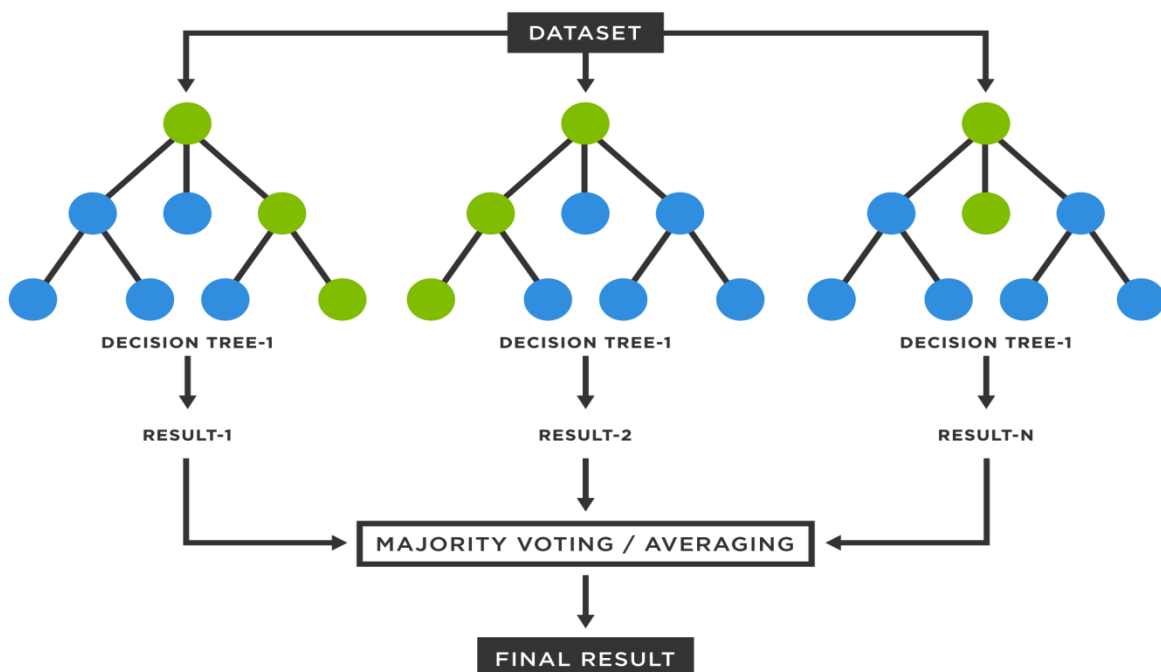 DATASET
DECISION TREE-1
DECISION TREE-1
DECISION TREE-1
RESULT-1
RESULT-2
RESULT-N
MAJORITY VOTING / AVERAGING
FINAL RESULT